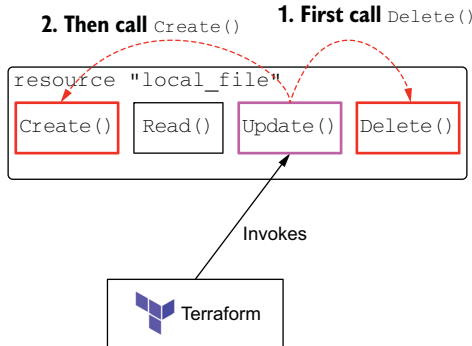 1. First call Delete()
2. Then call Create()
resource "local_file"
Create() Read() Update() Delete()
Invokes
Terraform